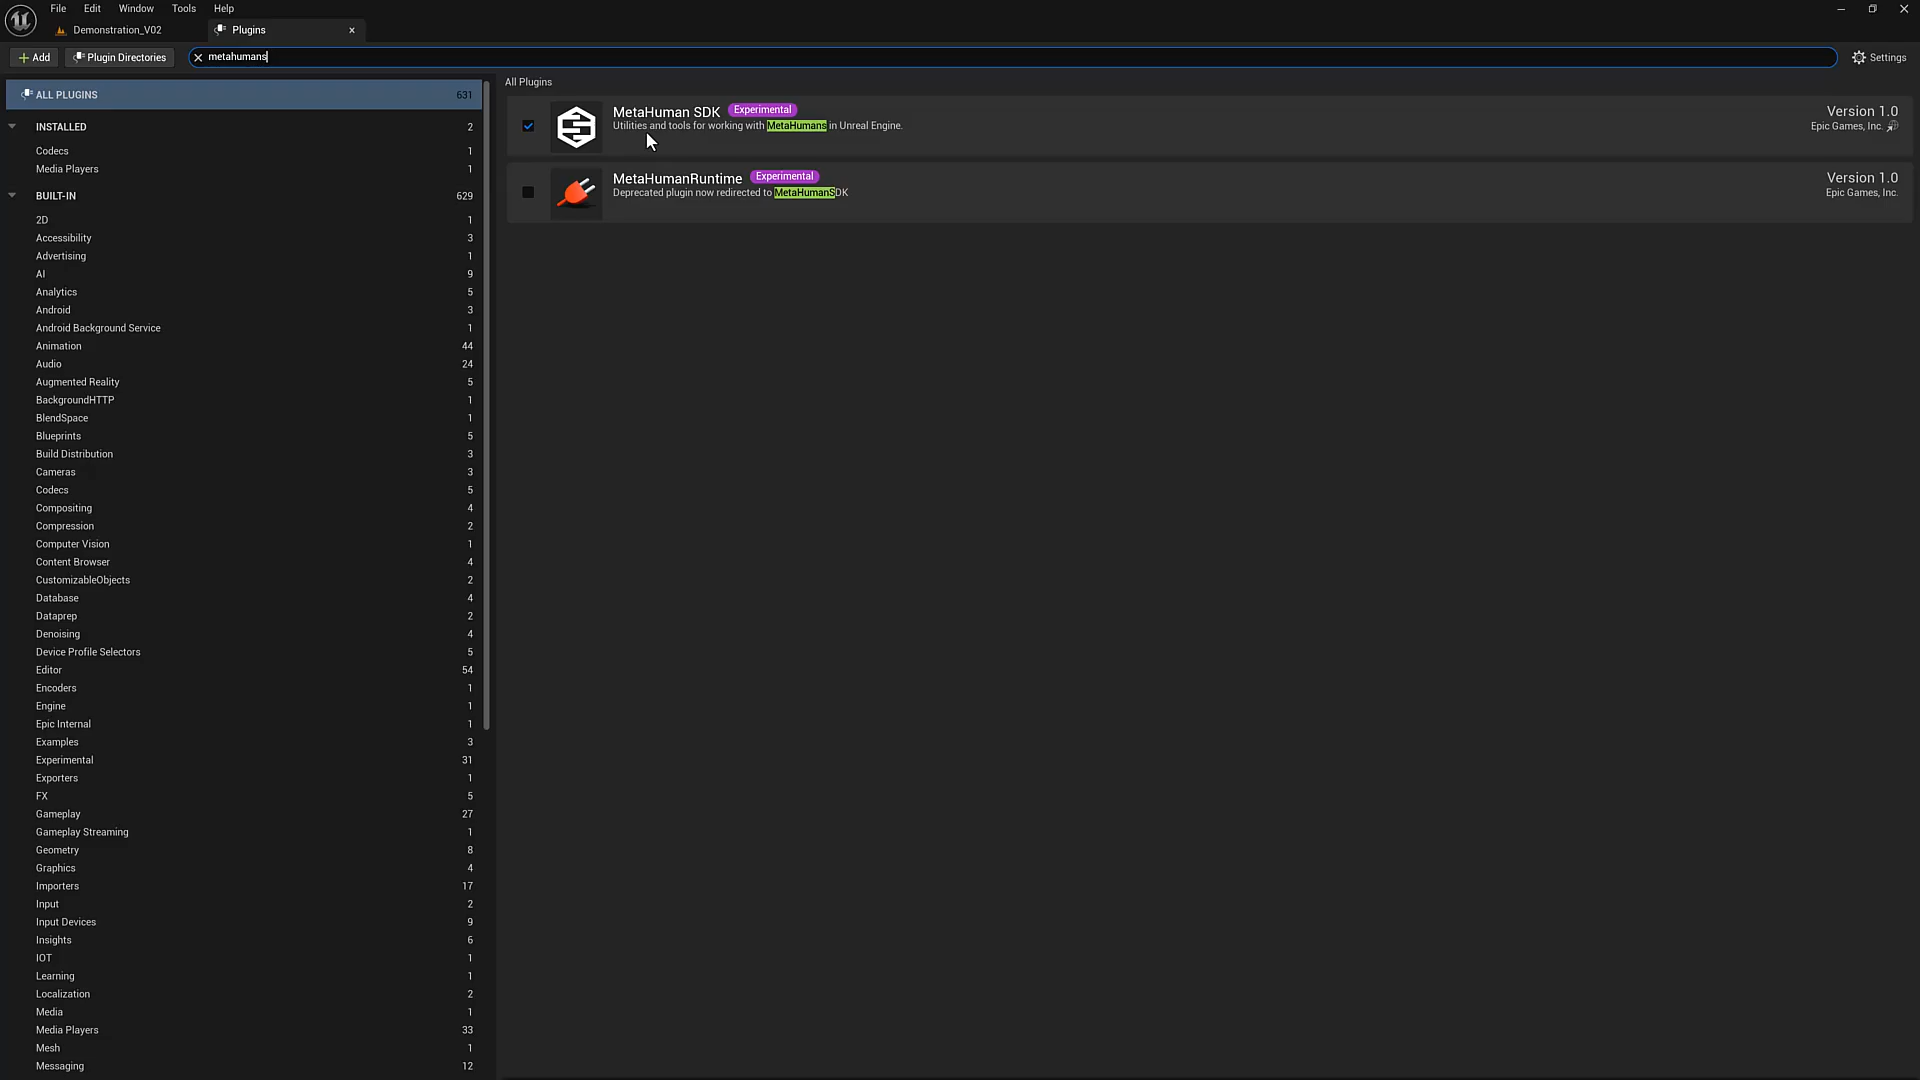 File Edit Window Tools Help
Demonstration_V02 Plugins
Add Plugin Directories metahumans Settings
ALL PLUGINS 631
INSTALLED 2
Codecs 1
Media Players 1
BUILT-IN 629
2D 1
Accessibility 3
Advertising 1
AI 9
Analytics 5
Android 3
Android Background Service 1
Animation 44
Audio 24
Augmented Reality 5
BackgroundHTTP 1
BlendSpace 1
Blueprints 5
Build Distribution 3
Cameras 3
Codecs 5
Compositing 4
Compression 2
Computer Vision 1
Content Browser 4
CustomizableObjects 2
Database 4
Dataprep 2
Denoising 4
Device Profile Selectors 5
Editor 54
Encoders 1
Engine 1
Epic Internal 1
Examples 3
Experimental 31
Exporters 1
FX 5
Gameplay 27
Gameplay Streaming 1
Geometry 8
Graphics 4
Importers 17
Input 2
Input Devices 9
Insights 6
IOT 1
Learning 1
Localization 2
Media 1
Media Players 33
Mesh 1
Messaging 12
All Plugins
MetaHuman SDK Experimental Version 1.0
Utilities and tools for working with MetaHumans in Unreal Engine. Epic Games, Inc.
MetaHumanRuntime Experimental Version 1.0
Deprecated plugin now redirected to MetaHumanSDK Epic Games, Inc.